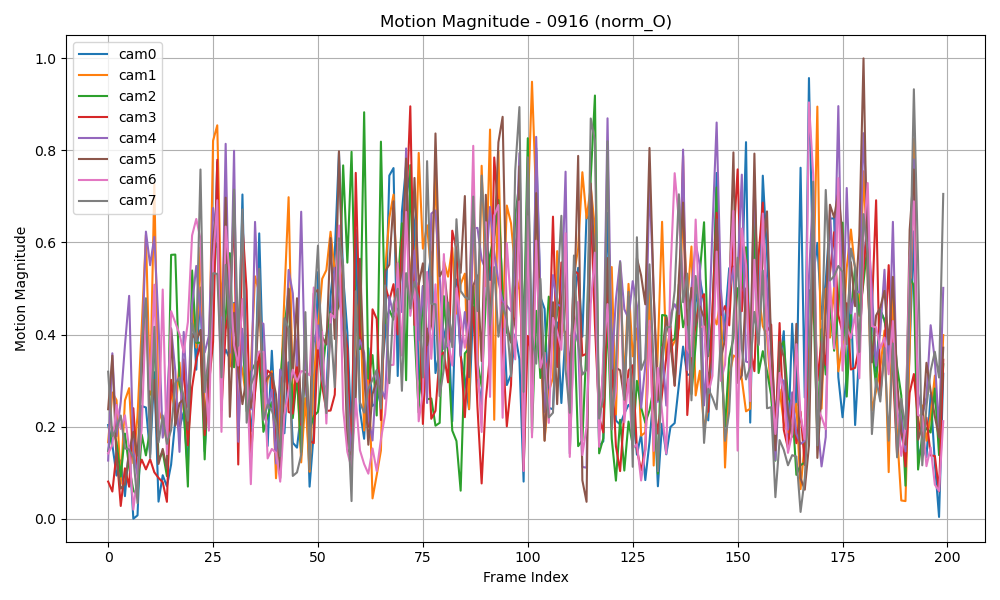 Motion Magnitude - 0916 (norm_O)
1.0
0.8
0.6
0.4
0.2
0.0
Motion Magnitude
cam0
cam1
cam2
cam3
cam4
cam5
cam6
cam7
0 25 50 75 100 125 150 175 200
Frame Index